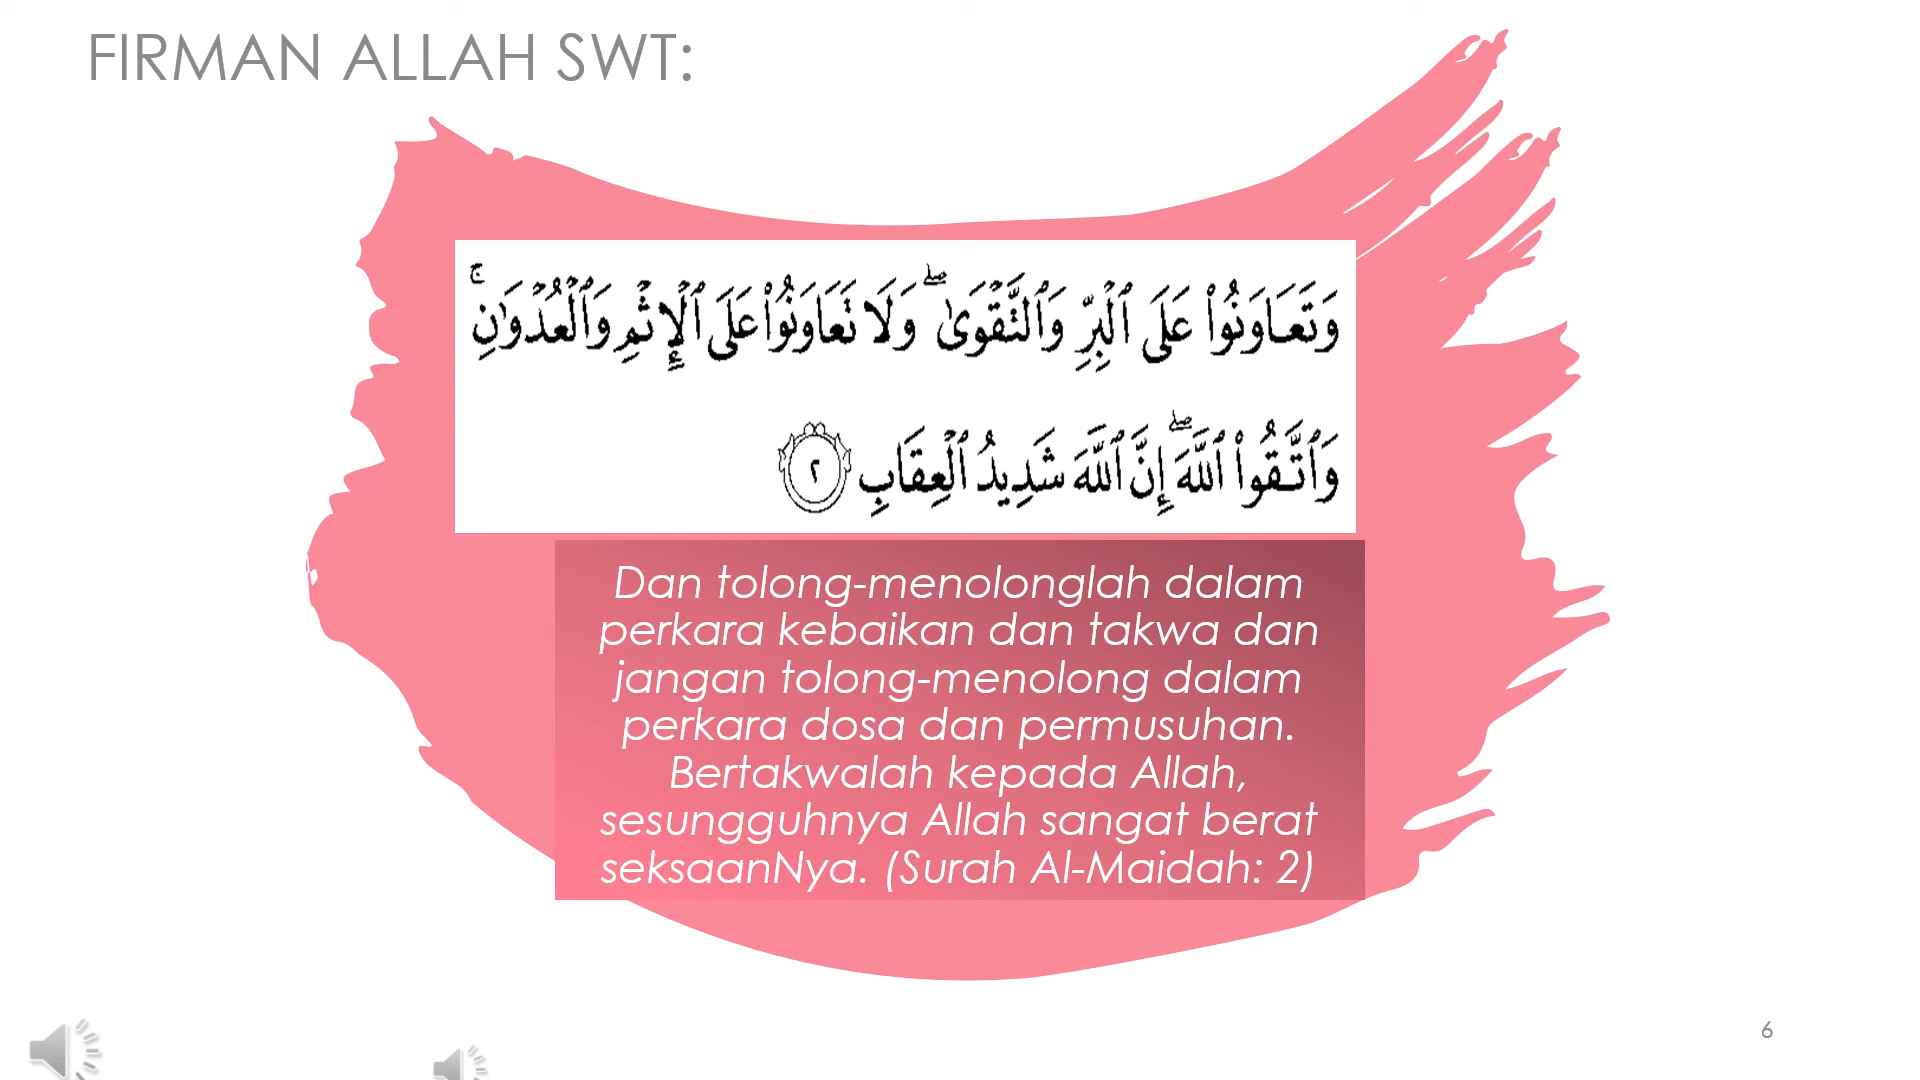 FIRMAN ALLAH SWT:
وَتَعَاوَنُوا۟ عَلَى ٱلْبِرِّ وَٱلتَّقْوَىٰ ۖ وَلَا تَعَاوَنُوا۟ عَلَى ٱلْإِثْمِ وَٱلْعُدْوَٰنِ ۚ
وَٱتَّقُوا۟ ٱللَّهَ ۖ إِنَّ ٱللَّهَ شَدِيدُ ٱلْعِقَابِ ٢
Dan tolong-menolonglah dalam
perkara kebaikan dan takwa dan
jangan tolong-menolong dalam
perkara dosa dan permusuhan.
Bertakwalah kepada Allah,
sesungguhnya Allah sangat berat
seksaanNya. (Surah Al-Maidah: 2)
6